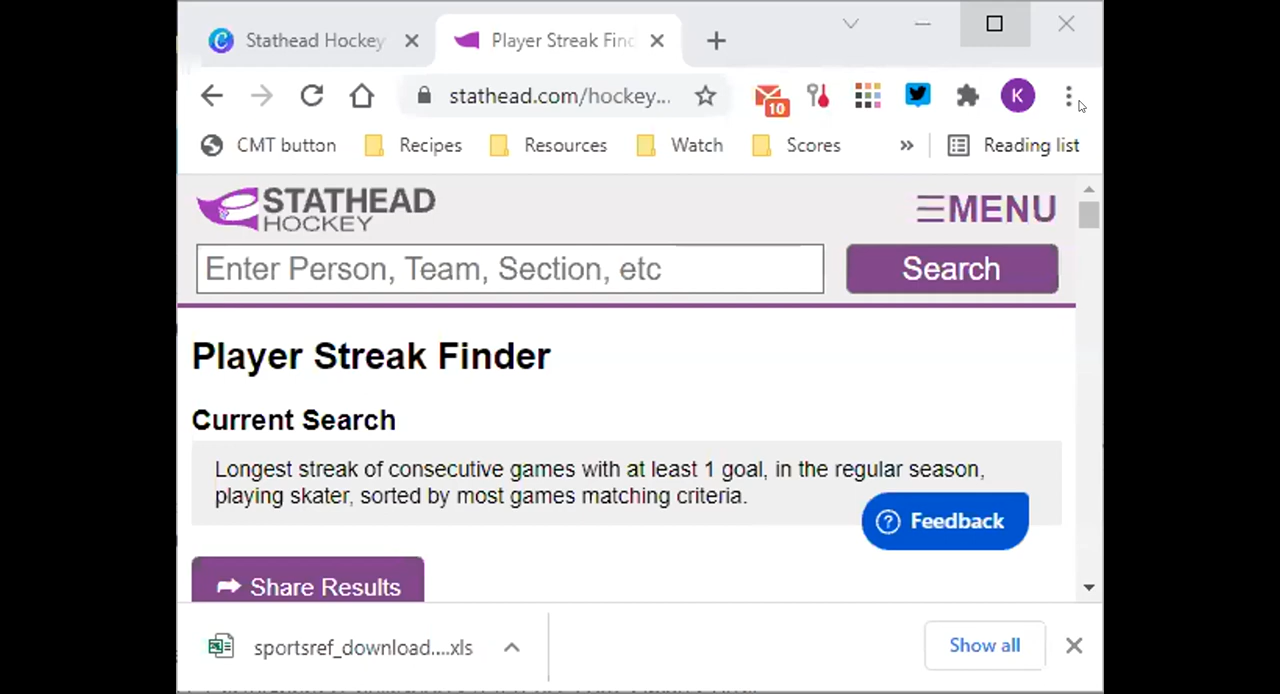 Stathead Hockey
Player Streak Find
stathead.com/hockey...
10
K
CMT button
Recipes
Resources
Watch
Scores
»
Reading list
STATHEAD
HOCKEY
☰MENU
Enter Person, Team, Section, etc
Search
Player Streak Finder
Current Search
Longest streak of consecutive games with at least 1 goal, in the regular season,
playing skater, sorted by most games matching criteria.
Feedback
Share Results
sportsref_download....xls
Show all